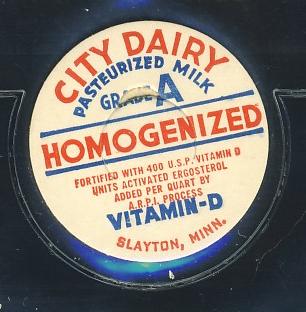 CITY DAIRY
PASTEURIZED MILK
GRADE A
HOMOGENIZED
FORTIFIED WITH 400 U.S.P. VITAMIN D
UNITS ACTIVATED ERGOSTEROL
ADDED PER QUART BY
A.R.P.I. PROCESS
VITAMIN-D
SLAYTON, MINN.